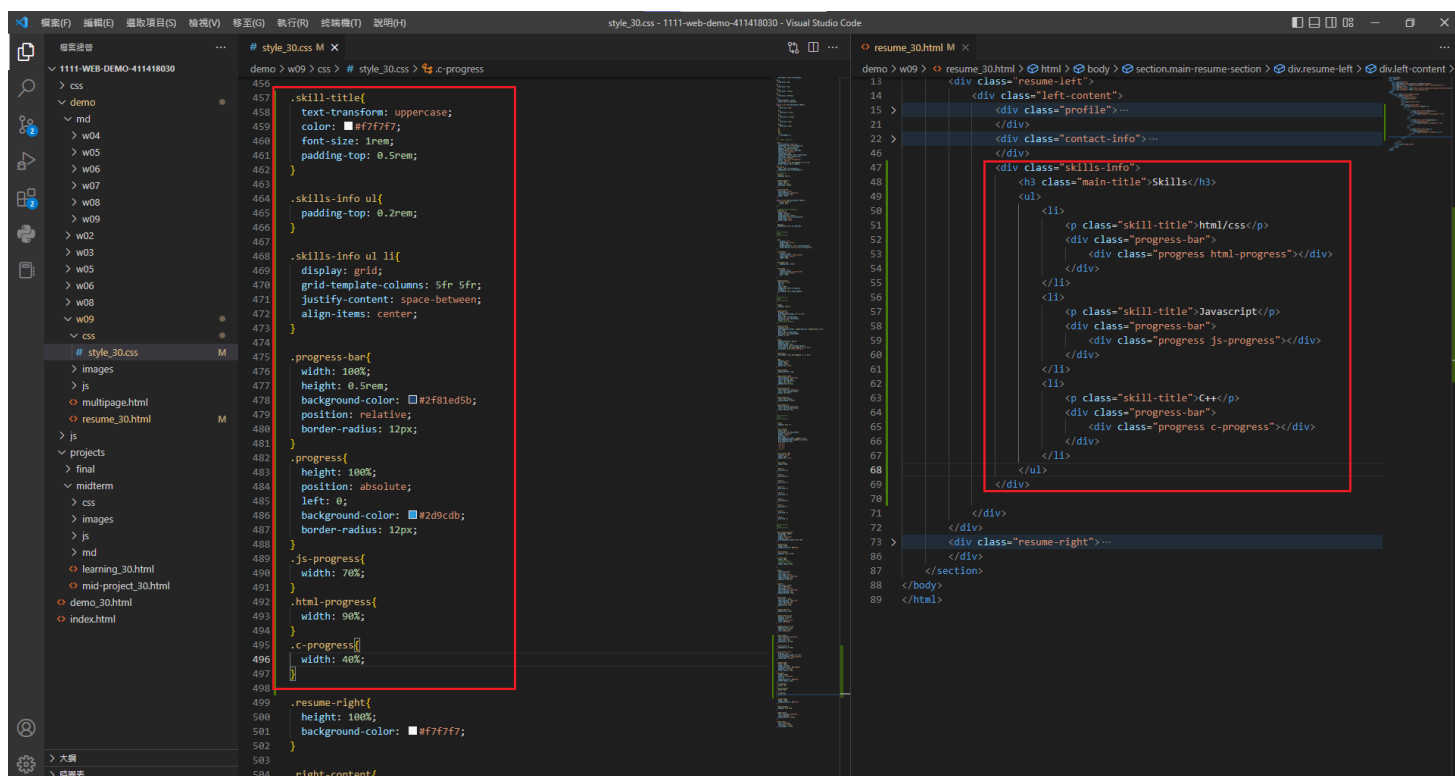 檔案(F) 編輯(E) 選取項目(S) 檢視(V) 移至(G) 執行(R) 終端機(T) 說明(H)
style_30.css - 1111-web-demo-411418030 - Visual Studio Code
檔案總管 ...
1111-WEB-DEMO-411418030
css
demo
md
w04
w05
w06
w07
w08
w09
w02
w03
w05
w06
w08
w09
css
# style_30.css M
images
js
multipage.html
resume_30.html M
js
projects
final
midterm
css
images
js
md
learning_30.html
mid-project_30.html
demo_30.html
index.html
大綱
2
2
# style_30.css M
demo > w09 > css > # style_30.css > .c-progress
456
457 .skill-title{
458 text-transform: uppercase;
459 color: #f7f7f7;
460 font-size: 1rem;
461 padding-top: 0.5rem;
462 }
463
464 .skills-info ul{
465 padding-top: 0.2rem;
466 }
467
468 .skills-info ul li{
469 display: grid;
470 grid-template-columns: 5fr 5fr;
471 justify-content: space-between;
472 align-items: center;
473 }
474
475 .progress-bar{
476 width: 100%;
477 height: 0.5rem;
478 background-color: #2f81ed5b;
479 position: relative;
480 border-radius: 12px;
481 }
482 .progress{
483 height: 100%;
484 position: absolute;
485 left: 0;
486 background-color: #2d9cdb;
487 border-radius: 12px;
488 }
489 .js-progress{
490 width: 70%;
491 }
492 .html-progress{
493 width: 90%;
494 }
495 .c-progress{
496 width: 40%;
497 }
498
499 .resume-right{
500 height: 100%;
501 background-color: #f7f7f7;
502 }
503
504 .right-content{
resume_30.html M
demo > w09 > resume_30.html > html > body > section.main-resume-section > div.resume-left > div.left-content >
13 <div class="resume-left">
14 <div class="left-content">
15 <div class="profile">...
21 </div>
22 <div class="contact-info">...
46 </div>
47 <div class="skills-info">
48 <h3 class="main-title">Skills</h3>
49 <ul>
50 <li>
51 <p class="skill-title">html/css</p>
52 <div class="progress-bar">
53 <div class="progress html-progress"></div>
54 </div>
55 </li>
56 <li>
57 <p class="skill-title">Javascript</p>
58 <div class="progress-bar">
59 <div class="progress js-progress"></div>
60 </div>
61 </li>
62 <li>
63 <p class="skill-title">C++</p>
64 <div class="progress-bar">
65 <div class="progress c-progress"></div>
66 </div>
67 </li>
68 </ul>
69 </div>
70
71 </div>
72 </div>
73 <div class="resume-right">...
86 </div>
87 </section>
88 </body>
89 </html>